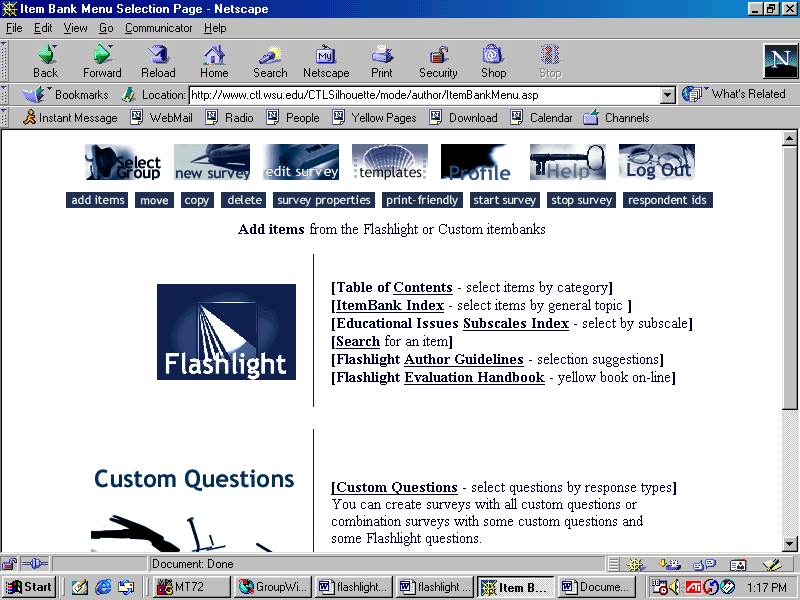 Item Bank Menu Selection Page - Netscape
File Edit View Go Communicator Help
Back Forward Reload Home Search Netscape Print Security Shop Stop
My
N
Bookmarks Location: http://www.ctl.wsu.edu/CTLSilhouette/mode/author/ItemBankMenu.asp What's Related
Instant Message WebMail Radio People Yellow Pages Download Calendar Channels
Select Group new survey edit survey templates Profile Help Log Out
add items move copy delete survey properties print-friendly start survey stop survey respondent ids
Add items from the Flashlight or Custom itembanks
Flashlight
[Table of Contents - select items by category]
[ItemBank Index - select items by general topic ]
[Educational Issues Subscales Index - select by subscale]
[Search for an item]
[Flashlight Author Guidelines - selection suggestions]
[Flashlight Evaluation Handbook - yellow book on-line]
Custom Questions
[Custom Questions - select questions by response types]
You can create surveys with all custom questions or
combination surveys with some custom questions and
some Flashlight questions.
Document: Done
Start MT72 GroupWi... flashlight... flashlight ... Item B... Docume... 1:17 PM